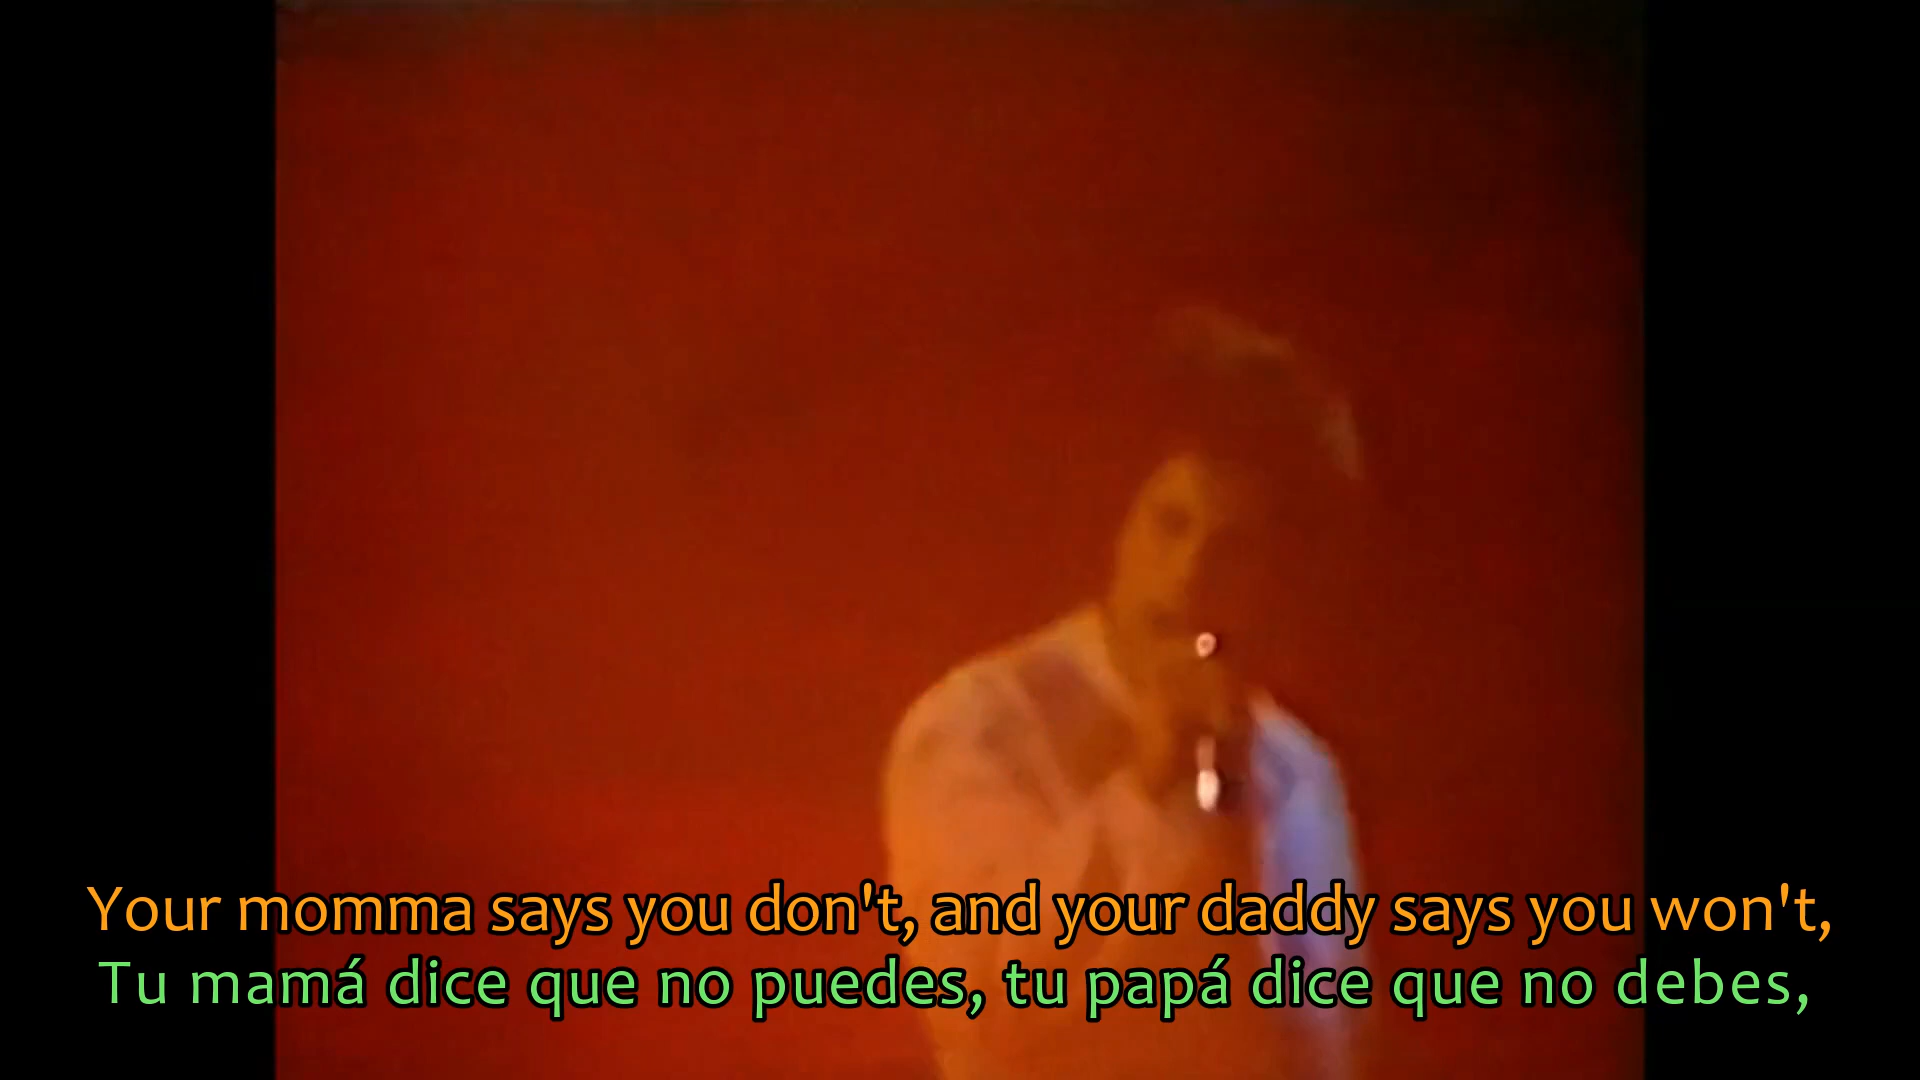 Your momma says you don't, and your daddy says you won't,
Tu mamá dice que no puedes, tu papá dice que no debes,